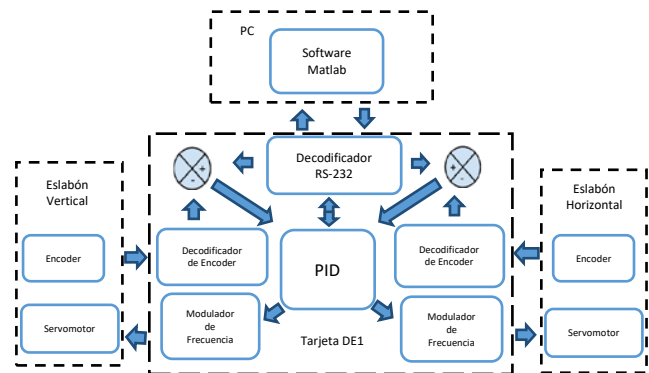 PC
Software
Matlab
Decodificador
RS-232
Eslabón
Vertical
Encoder
Servomotor
Decodificador
de Encoder
Modulador
de
Frecuencia
PID
Tarjeta DE1
Decodificador
de Encoder
Modulador
de
Frecuencia
Eslabón
Horizontal
Encoder
Servomotor